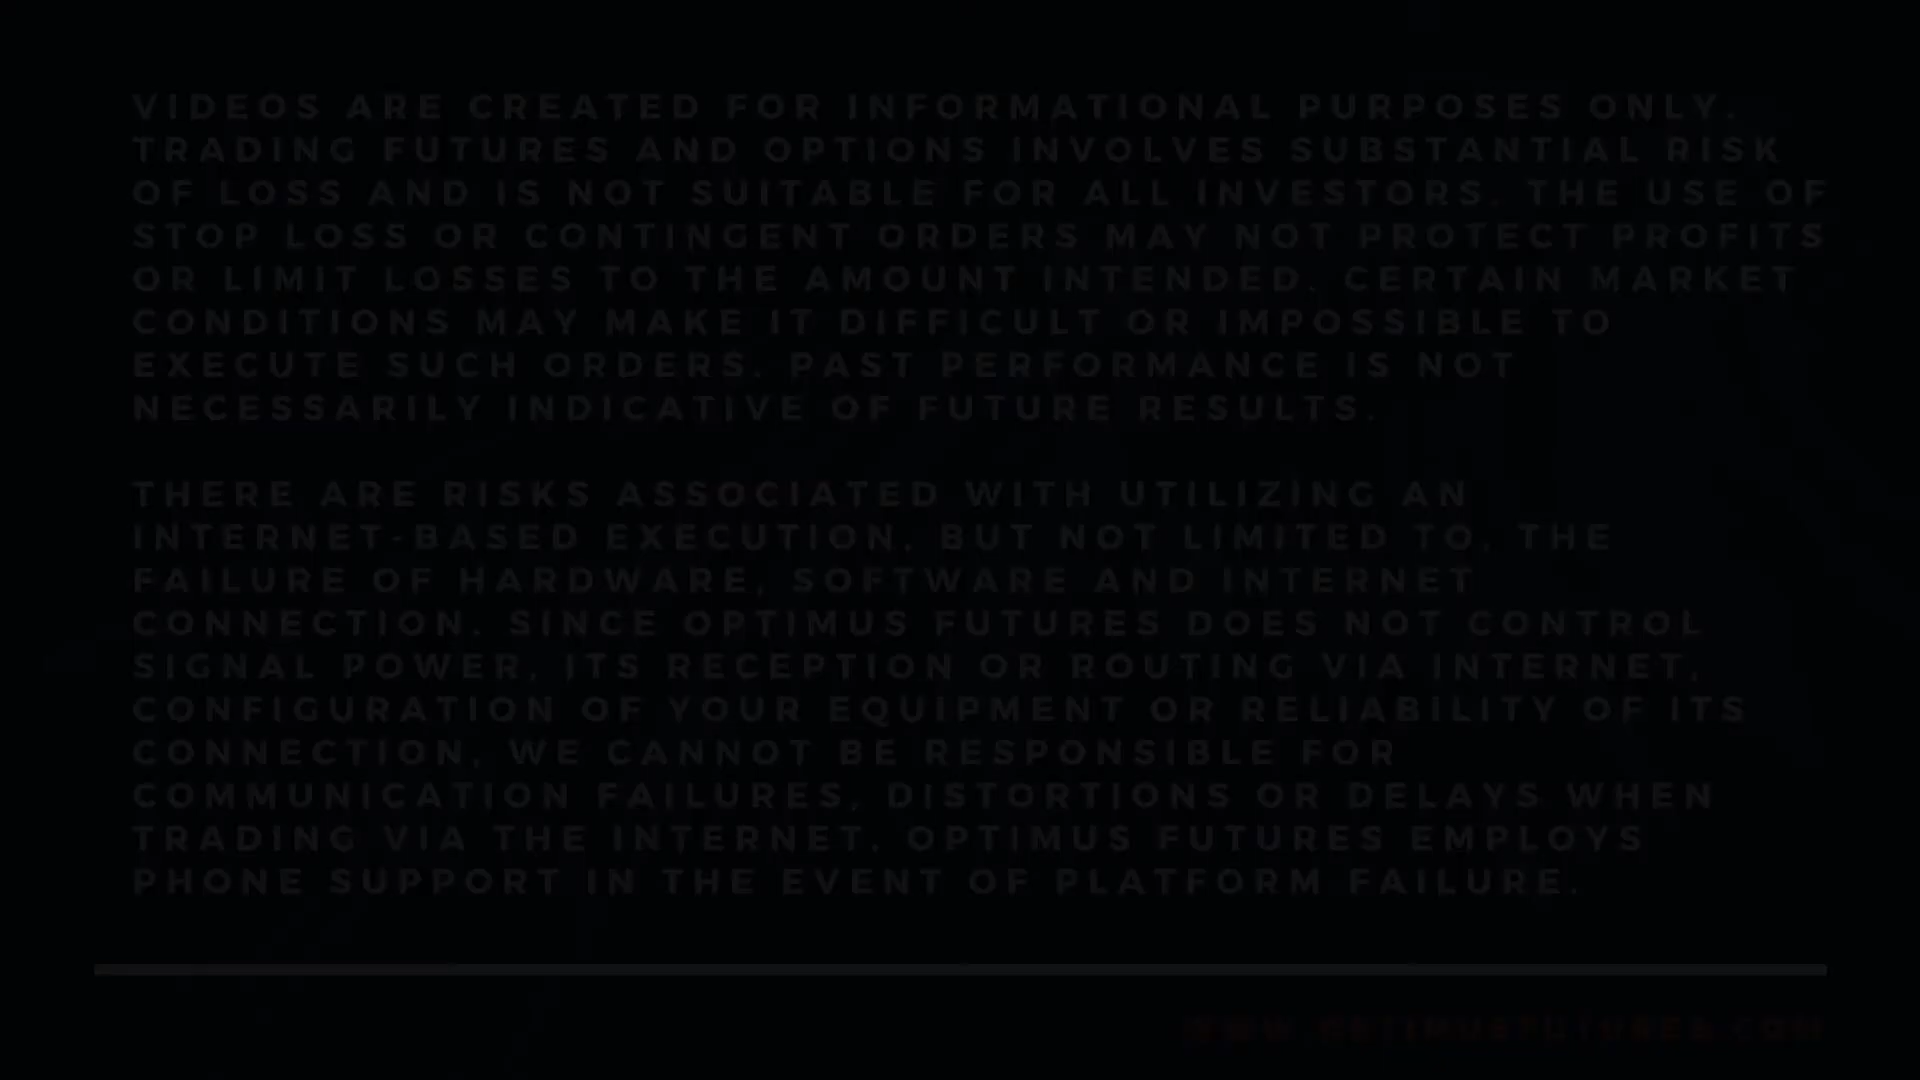 VIDEOS ARE CREATED FOR INFORMATIONAL PURPOSES ONLY.
TRADING FUTURES AND OPTIONS INVOLVES SUBSTANTIAL RISK
OF LOSS AND IS NOT SUITABLE FOR ALL INVESTORS. THE USE OF
STOP LOSS OR CONTINGENT ORDERS MAY NOT PROTECT PROFITS
OR LIMIT LOSSES TO THE AMOUNT INTENDED. CERTAIN MARKET
CONDITIONS MAY MAKE IT DIFFICULT OR IMPOSSIBLE TO
EXECUTE SUCH ORDERS. PAST PERFORMANCE IS NOT
NECESSARILY INDICATIVE OF FUTURE RESULTS.
THERE ARE RISKS ASSOCIATED WITH UTILIZING AN
INTERNET-BASED EXECUTION, BUT NOT LIMITED TO, THE
FAILURE OF HARDWARE, SOFTWARE AND INTERNET
CONNECTION. SINCE OPTIMUS FUTURES DOES NOT CONTROL
SIGNAL POWER, ITS RECEPTION OR ROUTING VIA INTERNET,
CONFIGURATION OF YOUR EQUIPMENT OR RELIABILITY OF ITS
CONNECTION, WE CANNOT BE RESPONSIBLE FOR
COMMUNICATION FAILURES, DISTORTIONS OR DELAYS WHEN
TRADING VIA THE INTERNET. OPTIMUS FUTURES EMPLOYS
PHONE SUPPORT IN THE EVENT OF PLATFORM FAILURE.
WWW.OPTIMUSFUTURES.COM